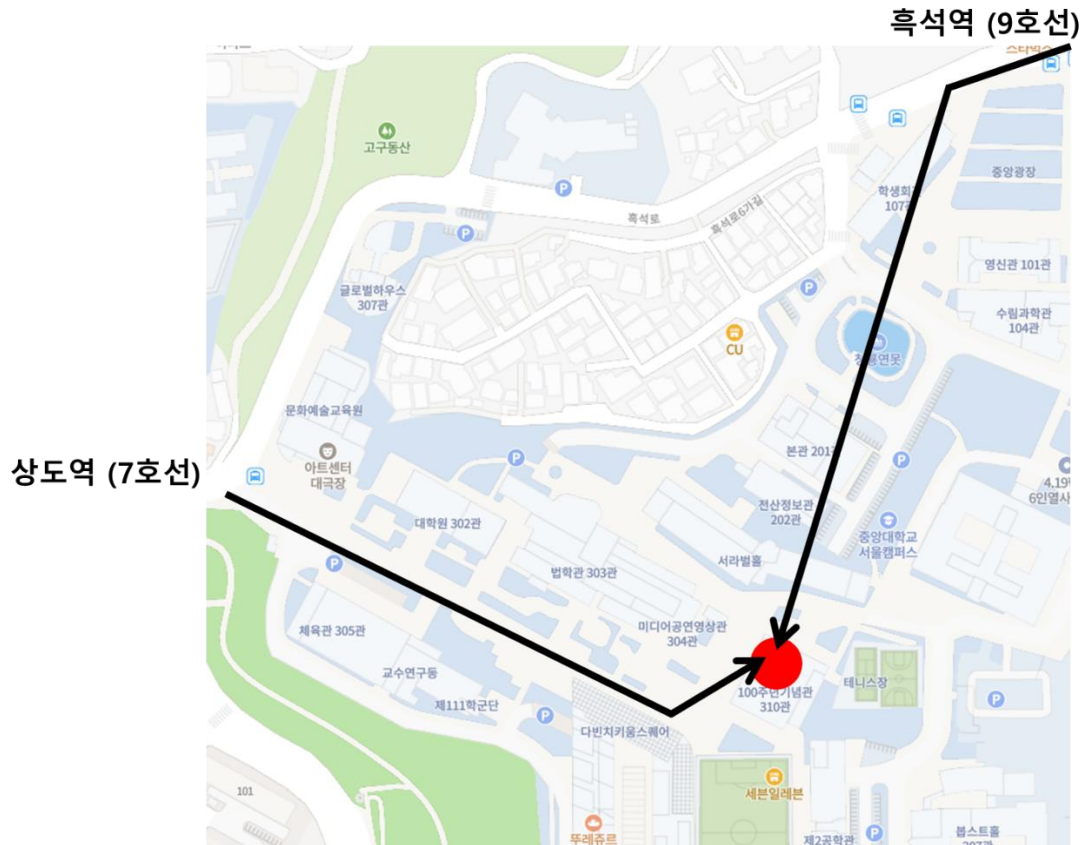 흑석역 (9호선)
스타벅스
고구동산
P
중앙광장
학생회관
107관
흑석로
흑석로6가길
P
영신관 101관
글로벌하우스
307관
P
수림과학관
104관
CU
청룡연못
문화예술교육원
본관 201관
P
P
상도역 (7호선)
아트센터
대극장
4.19
6인열사
대학원 302관
전산정보관
202관
중앙대학교
서울캠퍼스
P
서라벌홀
법학관 303관
체육관 305관
미디어공연영상관
304관
교수연구동
테니스장
100주년기념관
310관
P
제111학군단
P
다빈치키움스퀘어
101
세븐일레븐
뚜레쥬르
제2공학관
P
봅스트홀
207관